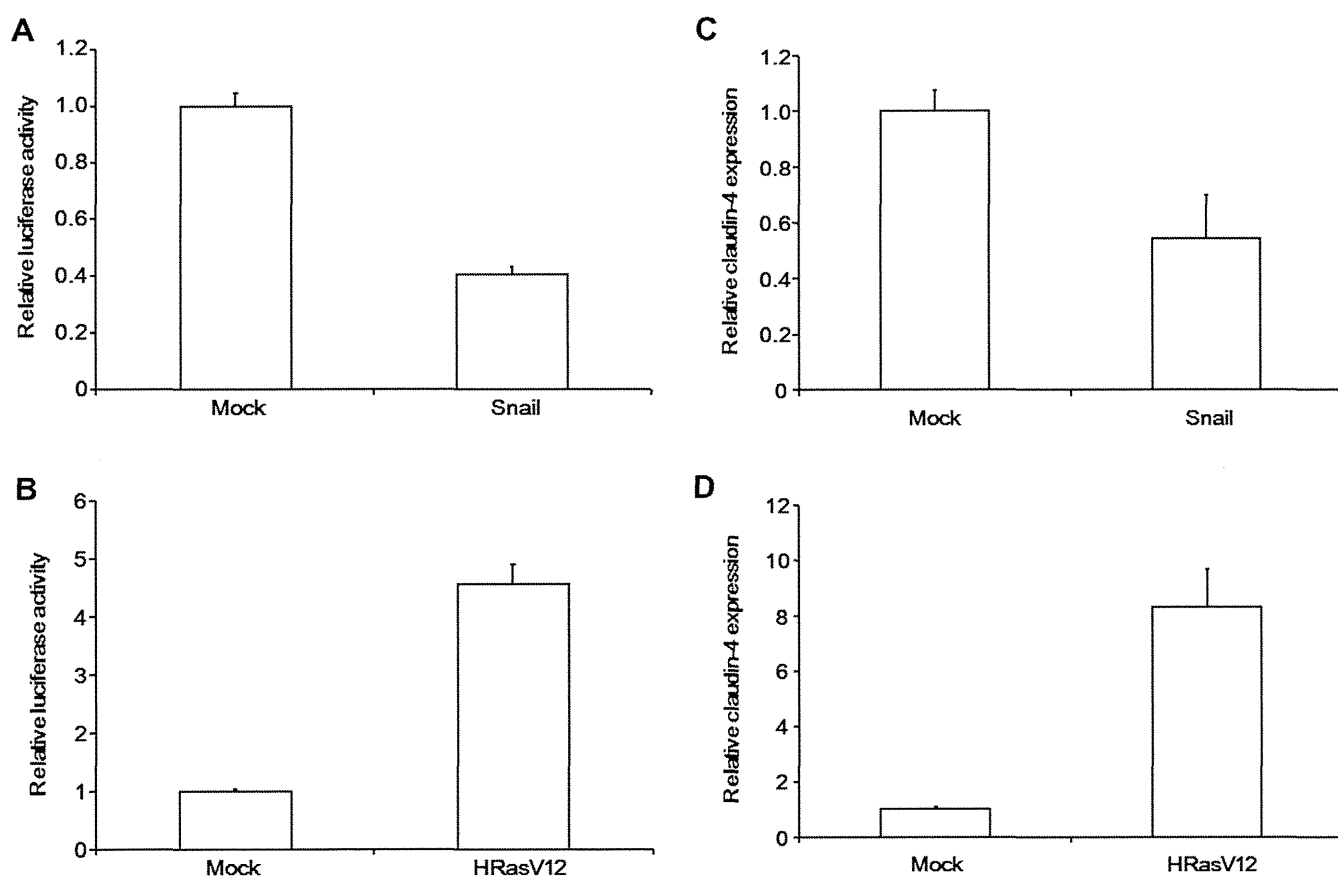 A
Relative luciferase activity
1.2
1.0
0.8
0.6
0.4
0.2
0
Mock
Snail
B
Relative luciferase activity
6
5
4
3
2
1
0
Mock
HRasV12
C
Relative claudin-4 expression
1.2
1.0
0.8
0.6
0.4
0.2
0
Mock
Snail
D
Relative claudin-4 expression
12
10
8
6
4
2
0
Mock
HRasV12